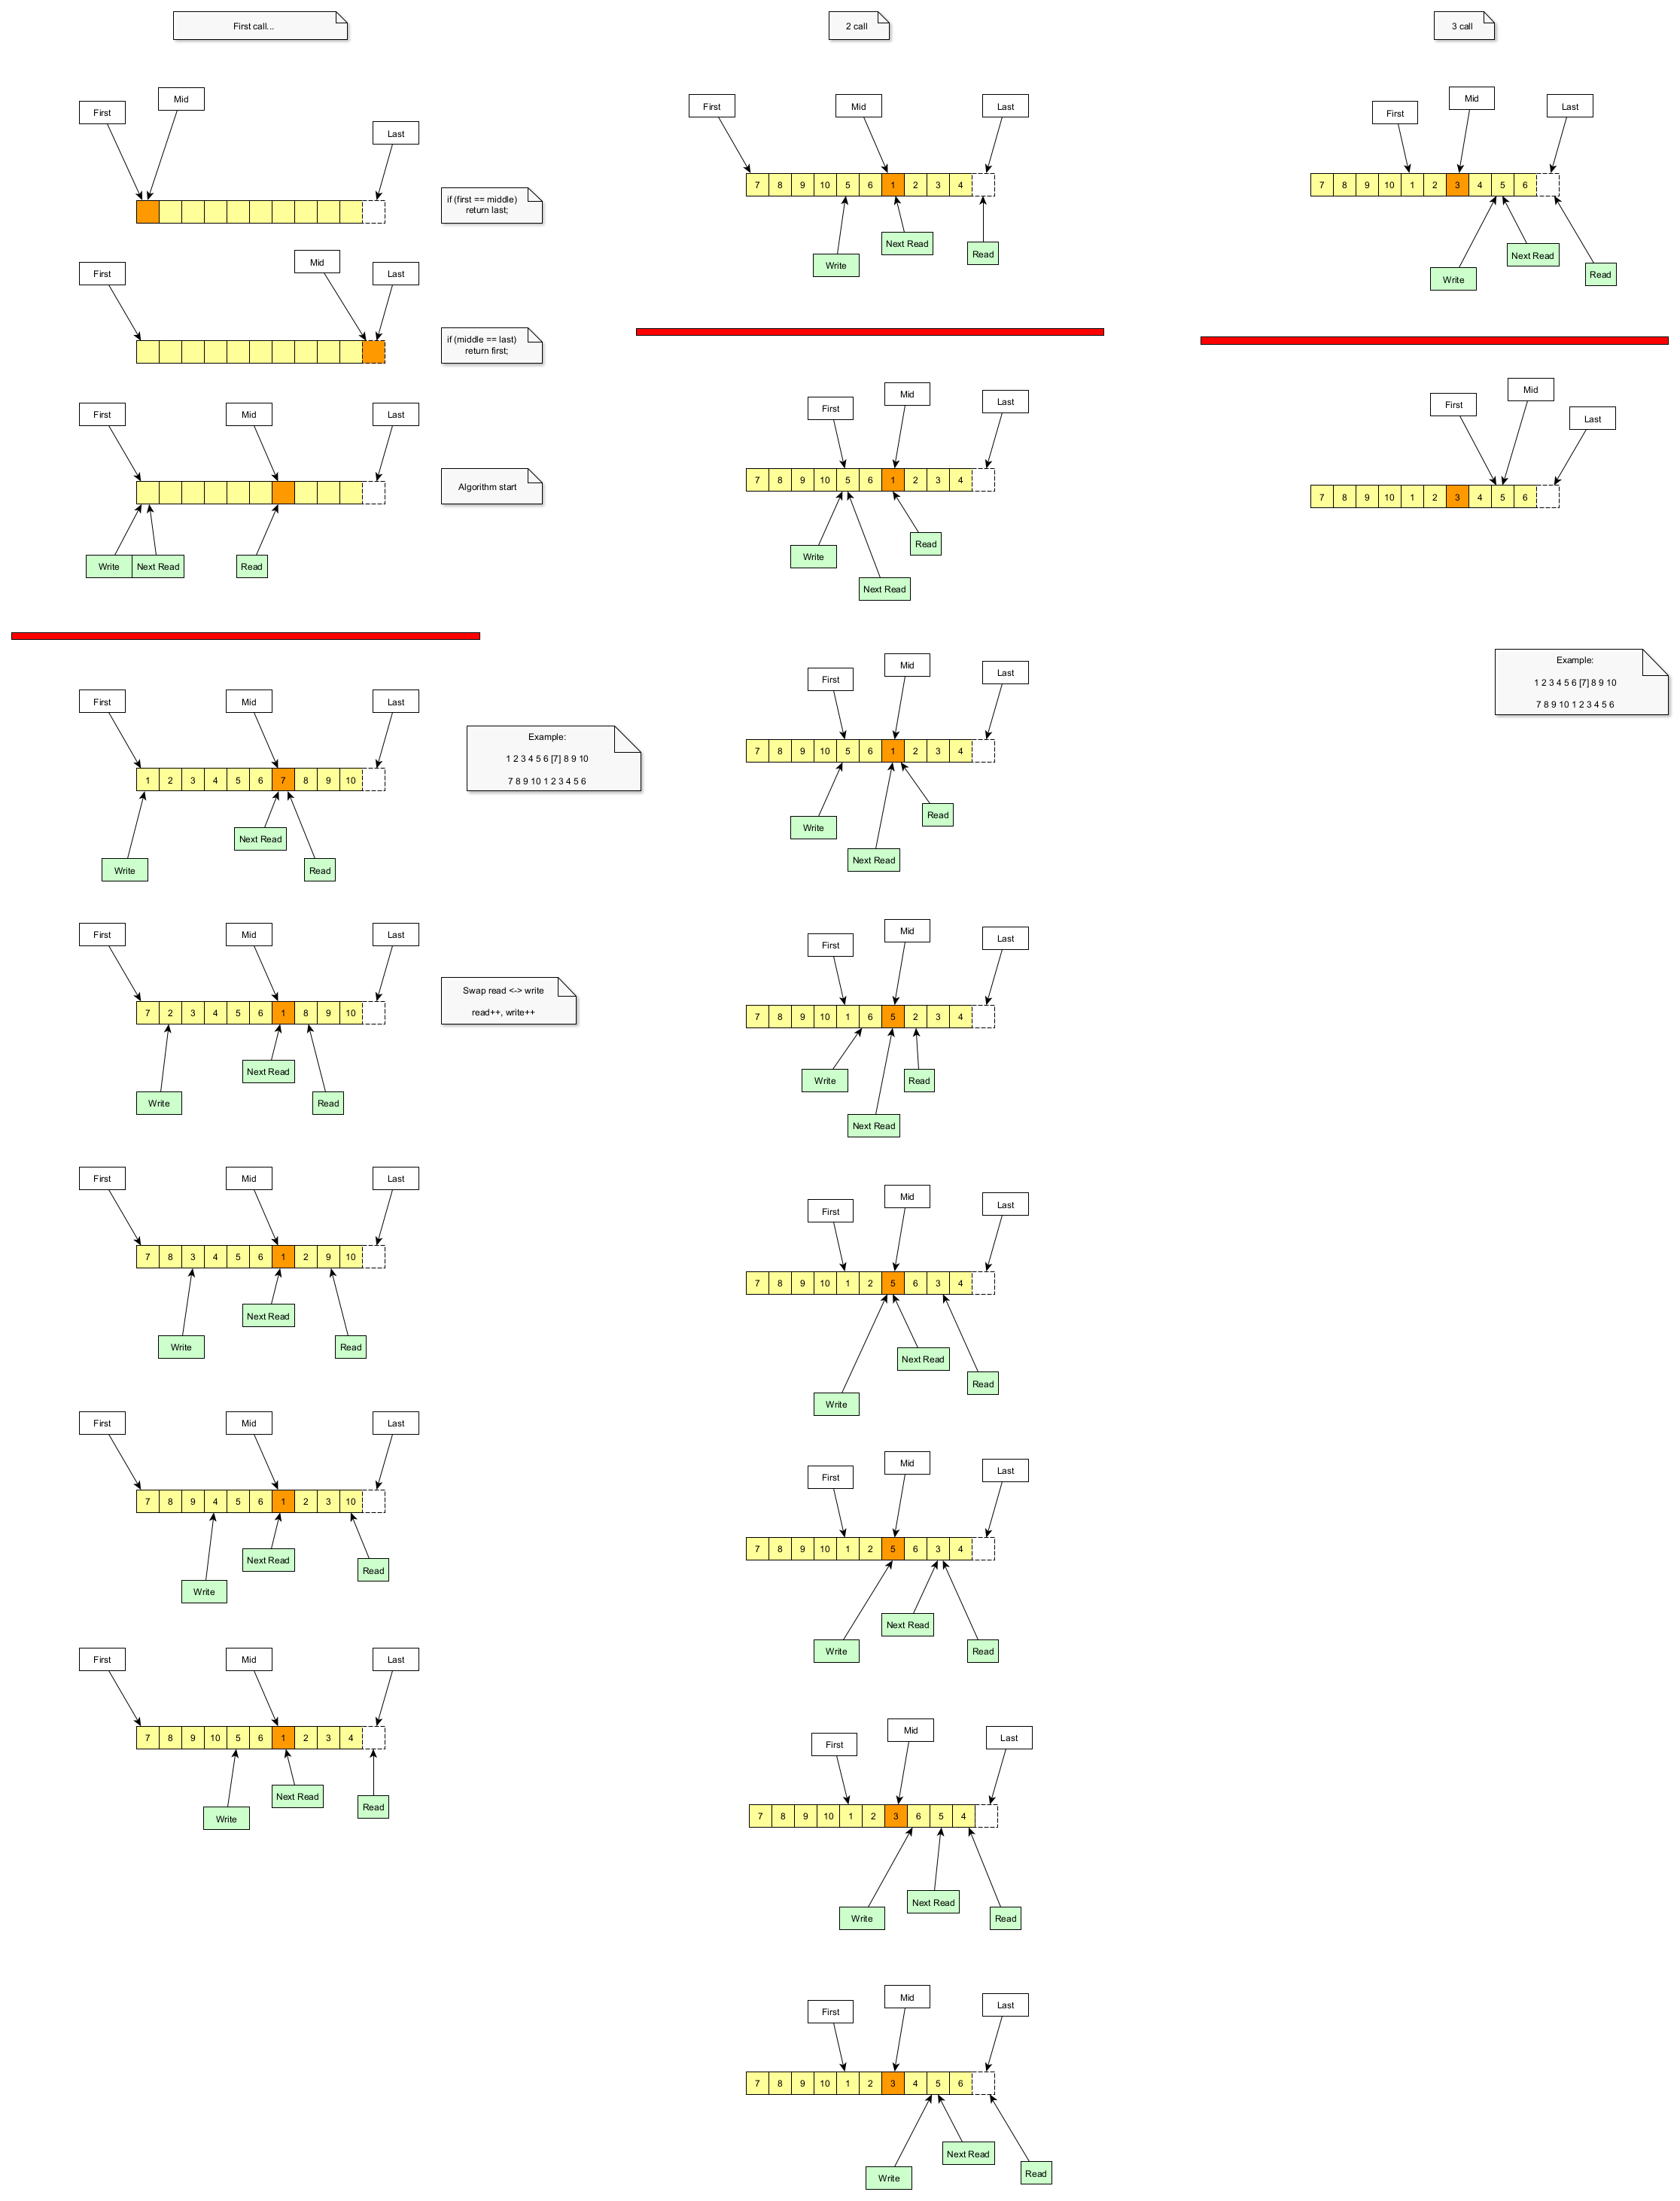 First call...
Mid
First
Last
if (first == middle)
return last;
Mid
First
Last
if (middle == last)
return first;
First
Mid
Last
Algorithm start
Write
Next Read
Read
First
Mid
Last
Example:
1 2 3 4 5 6 [7] 8 9 10
7 8 9 10 1 2 3 4 5 6
1 2 3 4 5 6 7 8 9 10
Next Read
Write
Read
First
Mid
Last
Swap read <-> write
read++, write++
7 2 3 4 5 6 1 8 9 10
Next Read
Write
Read
First
Mid
Last
7 8 3 4 5 6 1 2 9 10
Next Read
Write
Read
First
Mid
Last
7 8 9 4 5 6 1 2 3 10
Next Read
Read
Write
First
Mid
Last
7 8 9 10 5 6 1 2 3 4
Next Read
Read
Write
2 call
First
Mid
Last
7 8 9 10 5 6 1 2 3 4
Next Read
Read
Write
Mid
First
Last
7 8 9 10 5 6 1 2 3 4
Read
Write
Next Read
Mid
First
Last
7 8 9 10 5 6 1 2 3 4
Read
Write
Next Read
Mid
First
Last
7 8 9 10 1 6 5 2 3 4
Write
Read
Next Read
Mid
First
Last
7 8 9 10 1 2 5 6 3 4
Next Read
Read
Write
Mid
First
Last
7 8 9 10 1 2 5 6 3 4
Next Read
Write
Read
Mid
First
Last
7 8 9 10 1 2 3 6 5 4
Next Read
Write
Read
Mid
First
Last
7 8 9 10 1 2 3 4 5 6
Next Read
Read
Write
3 call
Mid
First
Last
7 8 9 10 1 2 3 4 5 6
Next Read
Read
Write
Mid
First
Last
7 8 9 10 1 2 3 4 5 6
Example:
1 2 3 4 5 6 [7] 8 9 10
7 8 9 10 1 2 3 4 5 6